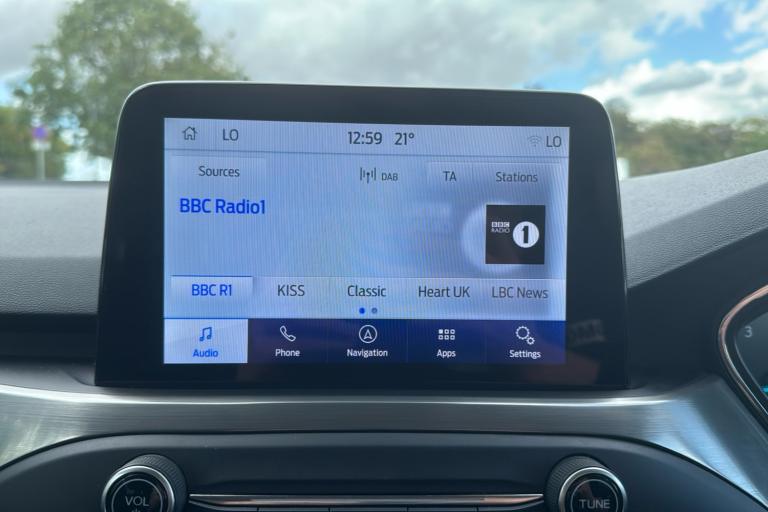 LO 12:59 21° LO
Sources DAB TA Stations
BBC Radio1
BBC
RADIO 1
BBC R1 KISS Classic Heart UK LBC News
Audio Phone Navigation Apps Settings
3
VOL TUNE